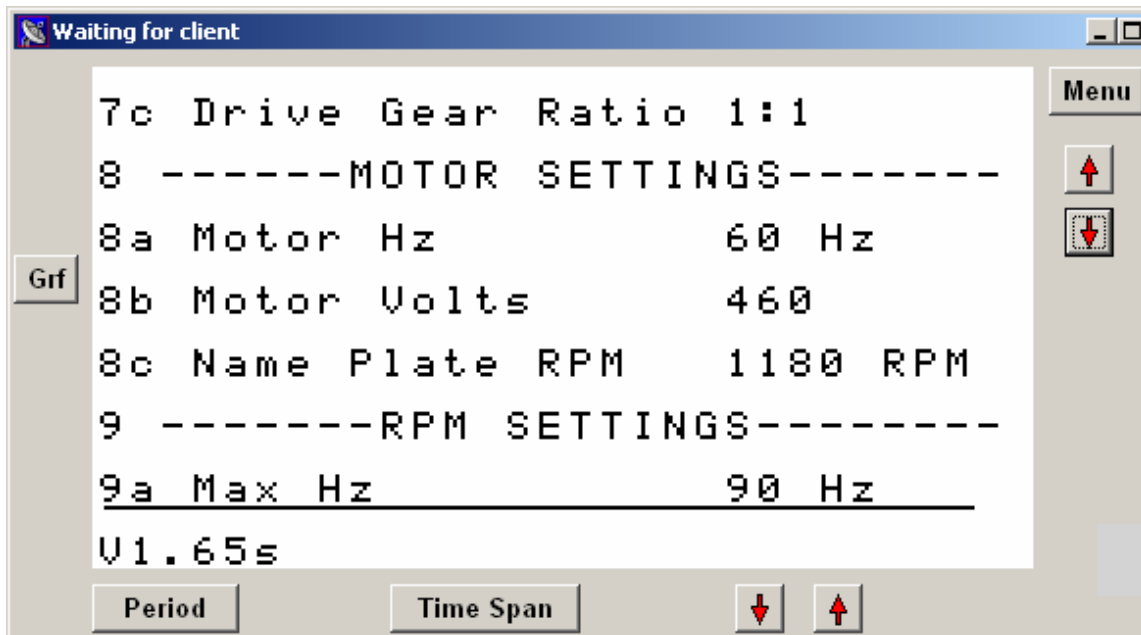 Waiting for client
Menu
7c Drive Gear Ratio 1:1
8 ------MOTOR SETTINGS-------
8a Motor Hz 60 Hz
Grf
8b Motor Volts 460
8c Name Plate RPM 1180 RPM
9 -------RPM SETTINGS--------
9a Max Hz 90 Hz
V1.65s
Period Time Span